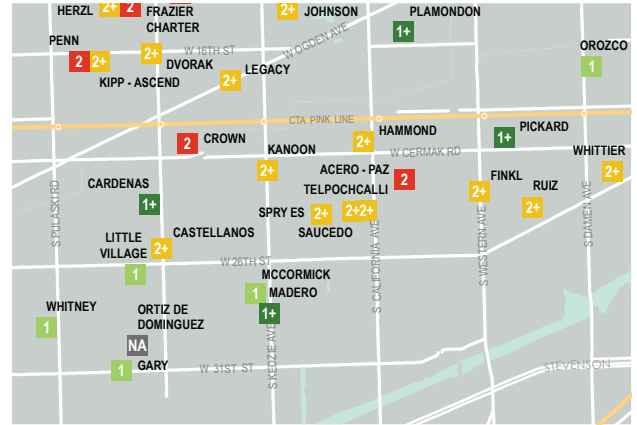 HERZL
2+
2
FRAZIER
CHARTER
2+
JOHNSON
PLAMONDON
1+
W OGDEN AVE
PENN
2
2+
KIPP - ASCEND
2+
W 16TH ST
DVORAK
2+
LEGACY
OROZCO
1
CTA PINK LINE
2
CROWN
HAMMOND
2+
W CERMAK RD
1+
PICKARD
KANOON
2+
ACERO - PAZ
2
WHITTIER
2+
S PULASKI RD
CARDENAS
1+
TELPOCHCALLI
2+
2+
SPRY ES
2+
SAUCEDO
FINKL
2+
RUIZ
2+
S DAMEN AVE
S WESTERN AVE
S CALIFORNIA AVE
CASTELLANOS
2+
LITTLE
VILLAGE
1
W 26TH ST
MCCORMICK
1
MADERO
1+
S KEDZIE AVE
WHITNEY
1
ORTIZ DE
DOMINGUEZ
NA
1
GARY
W 31ST ST
STEVENSON